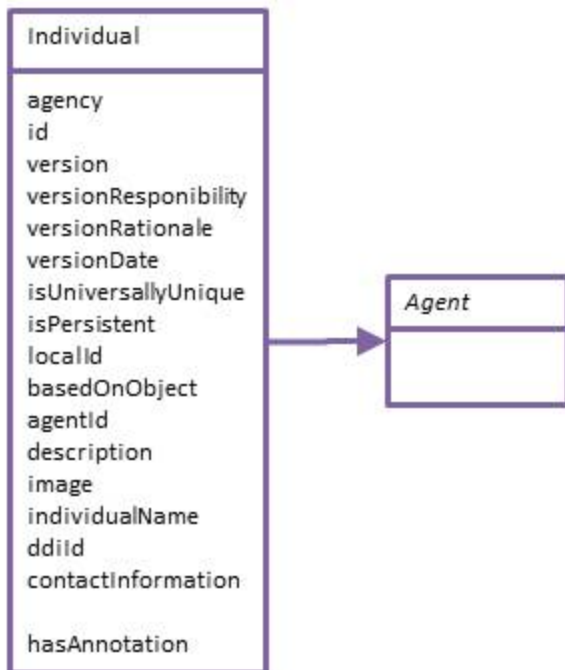 Individual
agency
id
version
versionResponibility
versionRationale
versionDate
isUniversallyUnique
isPersistent
localId
basedOnObject
agentId
description
image
individualName
ddiId
contactInformation
hasAnnotation
Agent